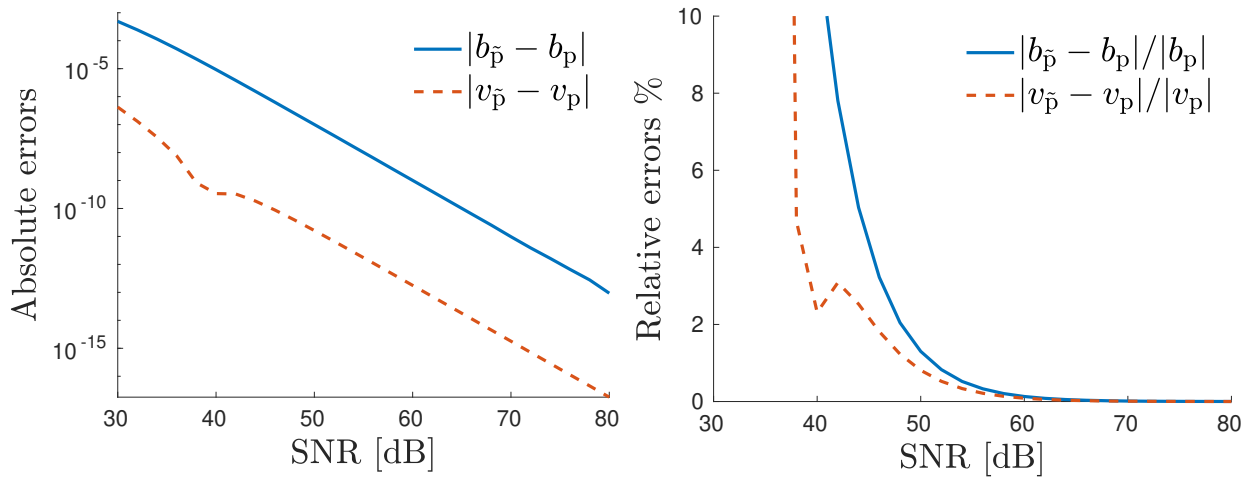 Absolute errors
10^-5
10^-10
10^-15
30 40 50 60 70 80
SNR [dB]
|b_p̃ − b_p|
|v_p̃ − v_p|
Relative errors %
10
8
6
4
2
0
30 40 50 60 70 80
SNR [dB]
|b_p̃ − b_p|/|b_p|
|v_p̃ − v_p|/|v_p|